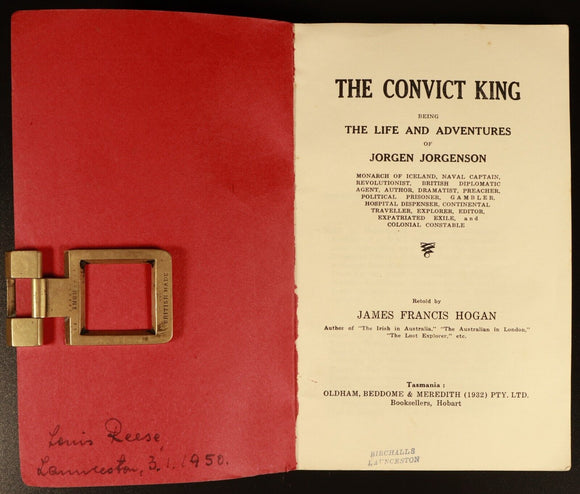 THE CONVICT KING
BEING
THE LIFE AND ADVENTURES
OF
JORGEN JORGENSON
MONARCH OF ICELAND, NAVAL CAPTAIN,
REVOLUTIONIST, BRITISH DIPLOMATIC
AGENT, AUTHOR, DRAMATIST, PREACHER,
POLITICAL PRISONER, GAMBLER,
HOSPITAL DISPENSER, CONTINENTAL
TRAVELLER, EXPLORER, EDITOR,
EXPATRIATED EXILE, and
COLONIAL CONSTABLE
Retold by
JAMES FRANCIS HOGAN
Author of "The Irish in Australia," "The Australian in London,"
"The Lost Explorer," etc.
Tasmania :
OLDHAM, BEDDOME & MEREDITH (1932) PTY. LTD.
Booksellers, Hobart
BIRCHALLS
LAUNCESTON
BRITISH MADE
Louis Reese,
Launceston, 3.1.1950.